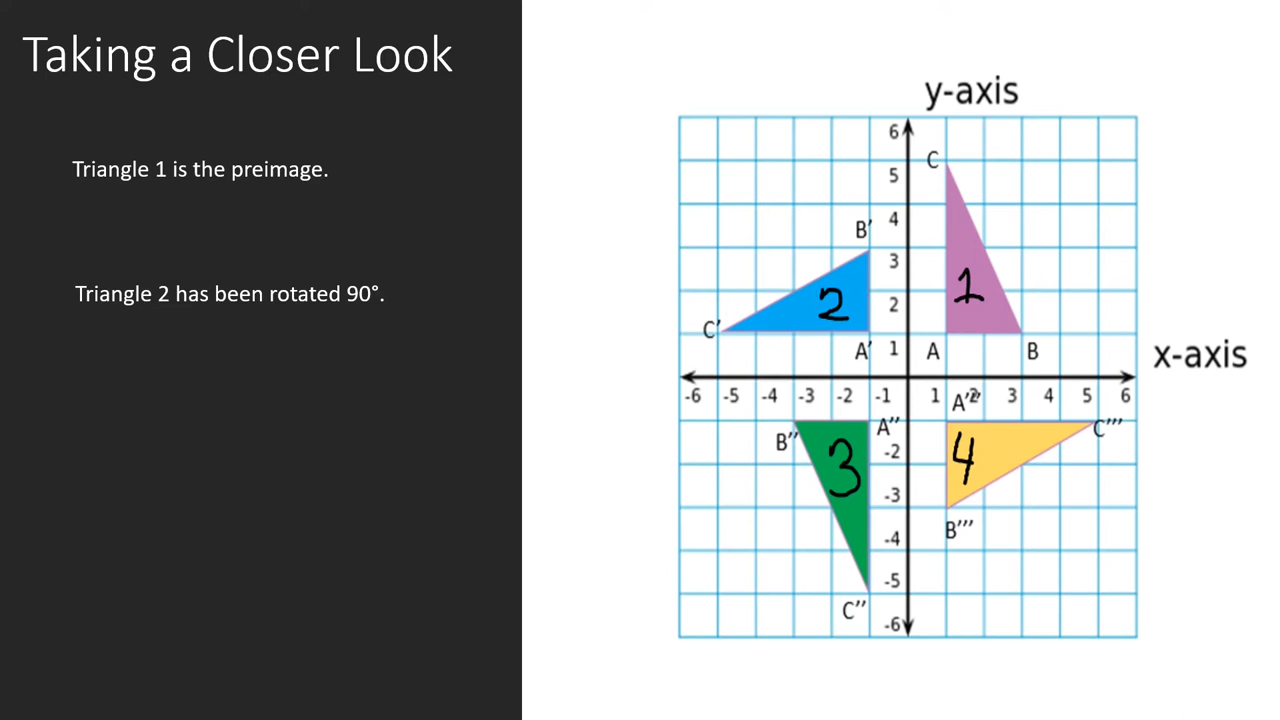 Taking a Closer Look
Triangle 1 is the preimage.
Triangle 2 has been rotated 90°.
y-axis
6
C
5
4
B'
3
1
2
2
C'
A'
1
A
B
x-axis
-6 -5 -4 -3 -2 -1 1 2 3 4 5 6
A'''
B''
A''
C'''
3
4
-2
-3
B'''
-4
-5
C''
-6